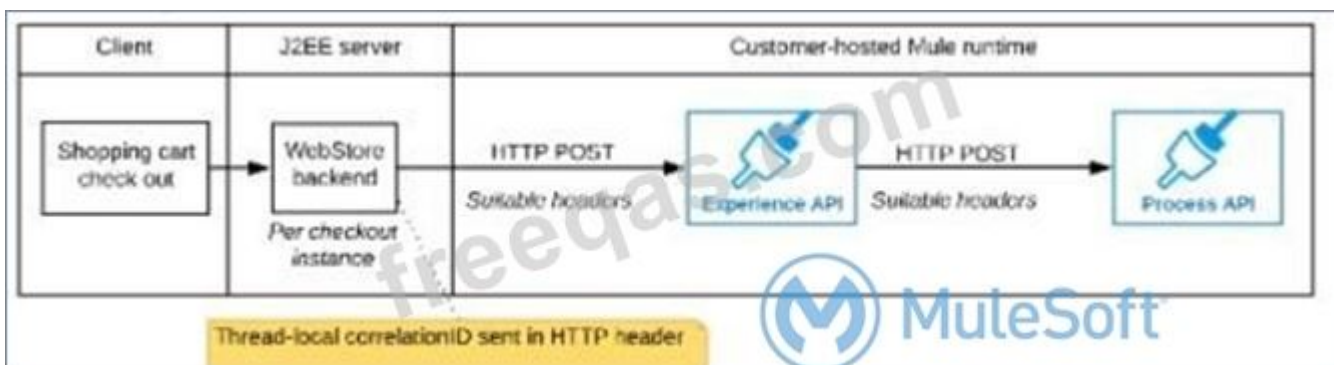 Client
J2EE server
Customer-hosted Mule runtime
Shopping cart
check out
WebStore
backend
Per checkout
instance
HTTP POST
Suitable headers
Experience API
HTTP POST
Suitable headers
Process API
Thread-local correlationID sent in HTTP header
freeqas.com
MuleSoft